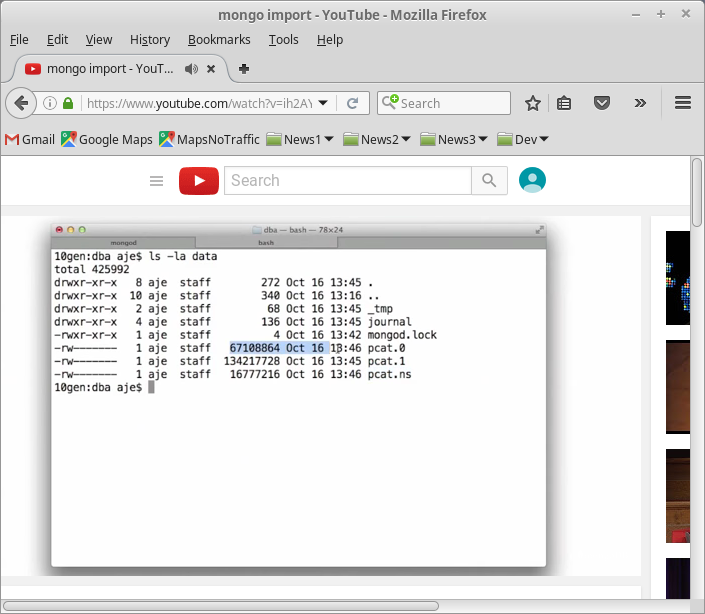 mongo import - YouTube - Mozilla Firefox
File Edit View History Bookmarks Tools Help
mongo import - YouT...
https://www.youtube.com/watch?v=ih2AY
Search
Gmail Google Maps MapsNoTraffic News1 News2 News3 Dev
Search
dba — bash — 78×24
mongod bash
10gen:dba aje$ ls -la data
total 425992
drwxr-xr-x 8 aje staff 272 Oct 16 13:45 .
drwxr-xr-x 10 aje staff 340 Oct 16 13:16 ..
drwxr-xr-x 2 aje staff 68 Oct 16 13:45 _tmp
drwxr-xr-x 4 aje staff 136 Oct 16 13:45 journal
-rwxr-xr-x 1 aje staff 4 Oct 16 13:42 mongod.lock
-rw------- 1 aje staff 67108864 Oct 16 13:46 pcat.0
-rw------- 1 aje staff 134217728 Oct 16 13:45 pcat.1
-rw------- 1 aje staff 16777216 Oct 16 13:46 pcat.ns
10gen:dba aje$